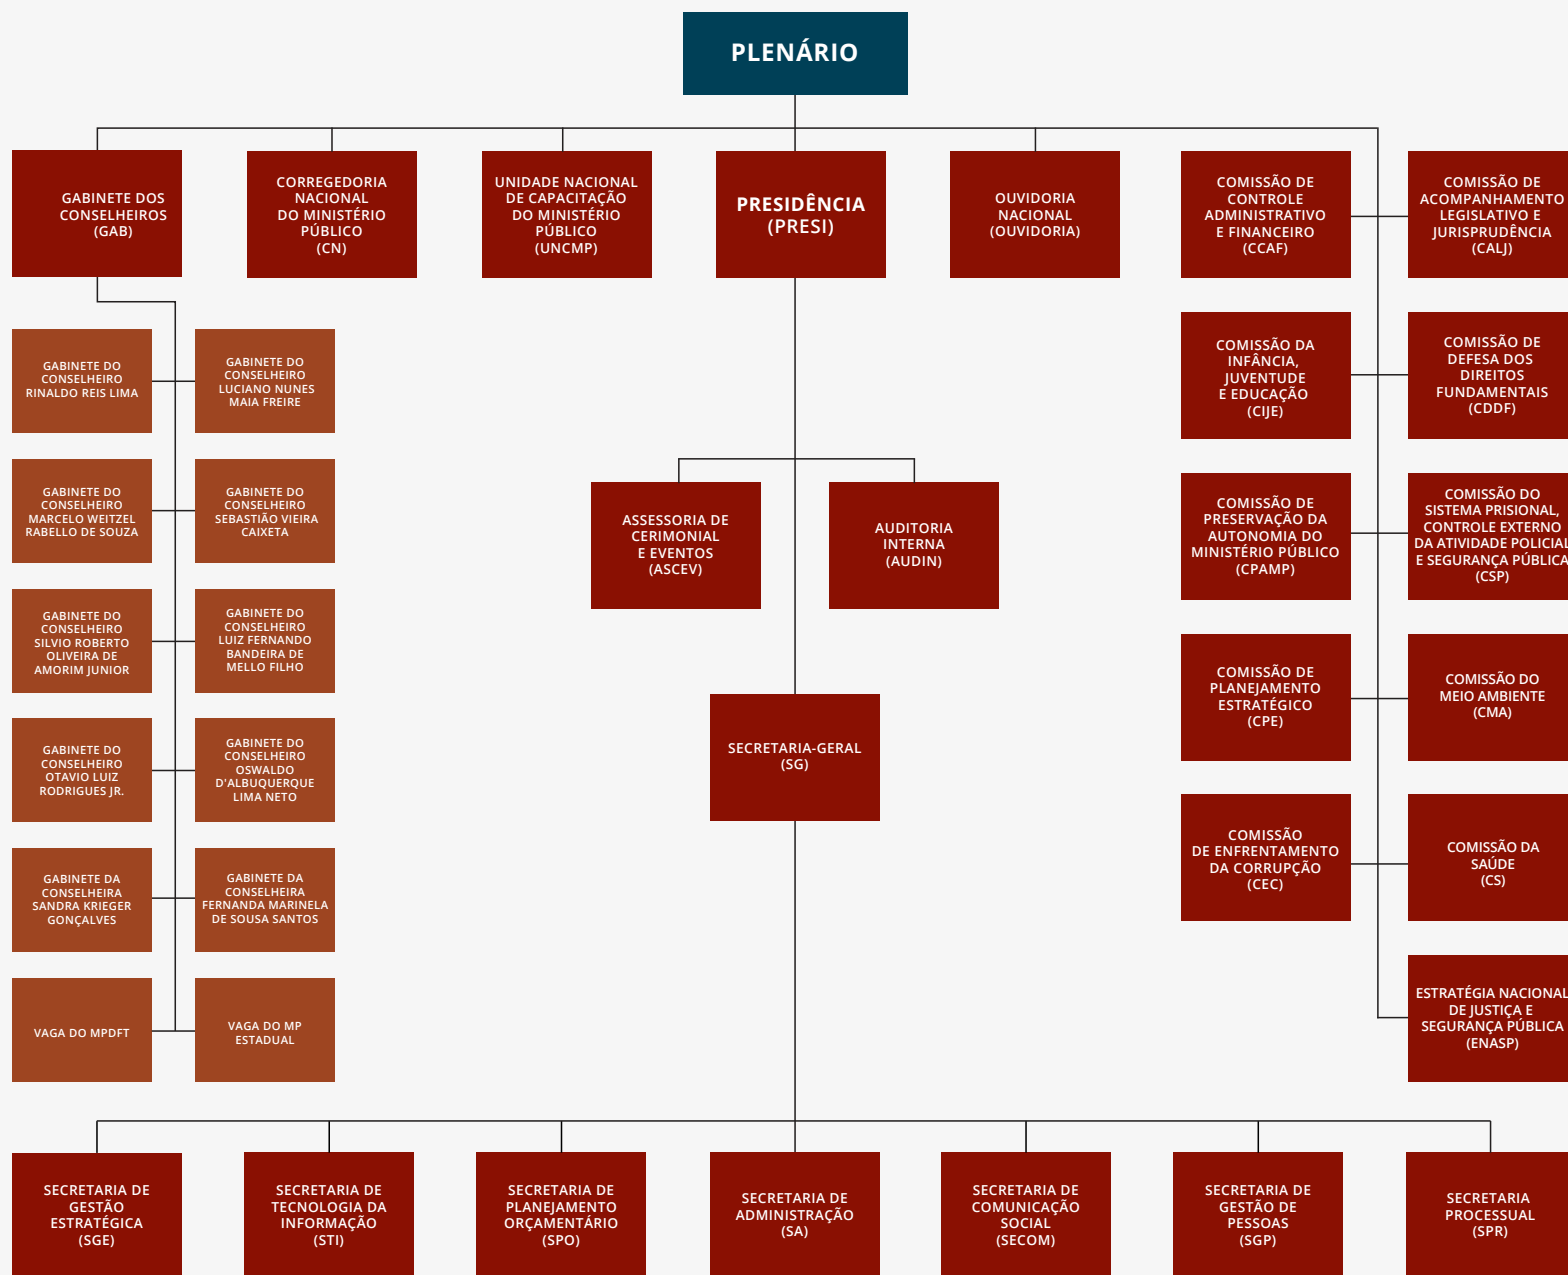 PLENÁRIO
GABINETE DOS
CONSELHEIROS
(GAB)
CORREGEDORIA
NACIONAL
DO MINISTÉRIO
PÚBLICO
(CN)
UNIDADE NACIONAL
DE CAPACITAÇÃO
DO MINISTÉRIO
PÚBLICO
(UNCMP)
PRESIDÊNCIA
(PRESI)
OUVIDORIA
NACIONAL
(OUVIDORIA)
COMISSÃO DE
CONTROLE
ADMINISTRATIVO
E FINANCEIRO
(CCAF)
COMISSÃO DE
ACOMPANHAMENTO
LEGISLATIVO E
JURISPRUDÊNCIA
(CALJ)
GABINETE DO
CONSELHEIRO
RINALDO REIS LIMA
GABINETE DO
CONSELHEIRO
LUCIANO NUNES
MAIA FREIRE
COMISSÃO DA
INFÂNCIA,
JUVENTUDE
E EDUCAÇÃO
(CIJE)
COMISSÃO DE
DEFESA DOS
DIREITOS
FUNDAMENTAIS
(CDDF)
GABINETE DO
CONSELHEIRO
MARCELO WEITZEL
RABELLO DE SOUZA
GABINETE DO
CONSELHEIRO
SEBASTIÃO VIEIRA
CAIXETA
ASSESSORIA DE
CERIMONIAL
E EVENTOS
(ASCEV)
AUDITORIA
INTERNA
(AUDIN)
COMISSÃO DE
PRESERVAÇÃO DA
AUTONOMIA DO
MINISTÉRIO PÚBLICO
(CPAMP)
COMISSÃO DO
SISTEMA PRISIONAL,
CONTROLE EXTERNO
DA ATIVIDADE POLICIAL
E SEGURANÇA PÚBLICA
(CSP)
GABINETE DO
CONSELHEIRO
SILVIO ROBERTO
OLIVEIRA DE
AMORIM JUNIOR
GABINETE DO
CONSELHEIRO
LUIZ FERNANDO
BANDEIRA DE
MELLO FILHO
COMISSÃO DE
PLANEJAMENTO
ESTRATÉGICO
(CPE)
COMISSÃO DO
MEIO AMBIENTE
(CMA)
GABINETE DO
CONSELHEIRO
OTAVIO LUIZ
RODRIGUES JR.
GABINETE DO
CONSELHEIRO
OSWALDO
D'ALBUQUERQUE
LIMA NETO
SECRETARIA-GERAL
(SG)
COMISSÃO
DE ENFRENTAMENTO
DA CORRUPÇÃO
(CEC)
COMISSÃO DA
SAÚDE
(CS)
GABINETE DA
CONSELHEIRA
SANDRA KRIEGER
GONÇALVES
GABINETE DA
CONSELHEIRA
FERNANDA MARINELA
DE SOUSA SANTOS
VAGA DO MPDFT
VAGA DO MP
ESTADUAL
ESTRATÉGIA NACIONAL
DE JUSTIÇA E
SEGURANÇA PÚBLICA
(ENASP)
SECRETARIA DE
GESTÃO
ESTRATÉGICA
(SGE)
SECRETARIA DE
TECNOLOGIA DA
INFORMAÇÃO
(STI)
SECRETARIA DE
PLANEJAMENTO
ORÇAMENTÁRIO
(SPO)
SECRETARIA DE
ADMINISTRAÇÃO
(SA)
SECRETARIA DE
COMUNICAÇÃO
SOCIAL
(SECOM)
SECRETARIA DE
GESTÃO DE
PESSOAS
(SGP)
SECRETARIA
PROCESSUAL
(SPR)